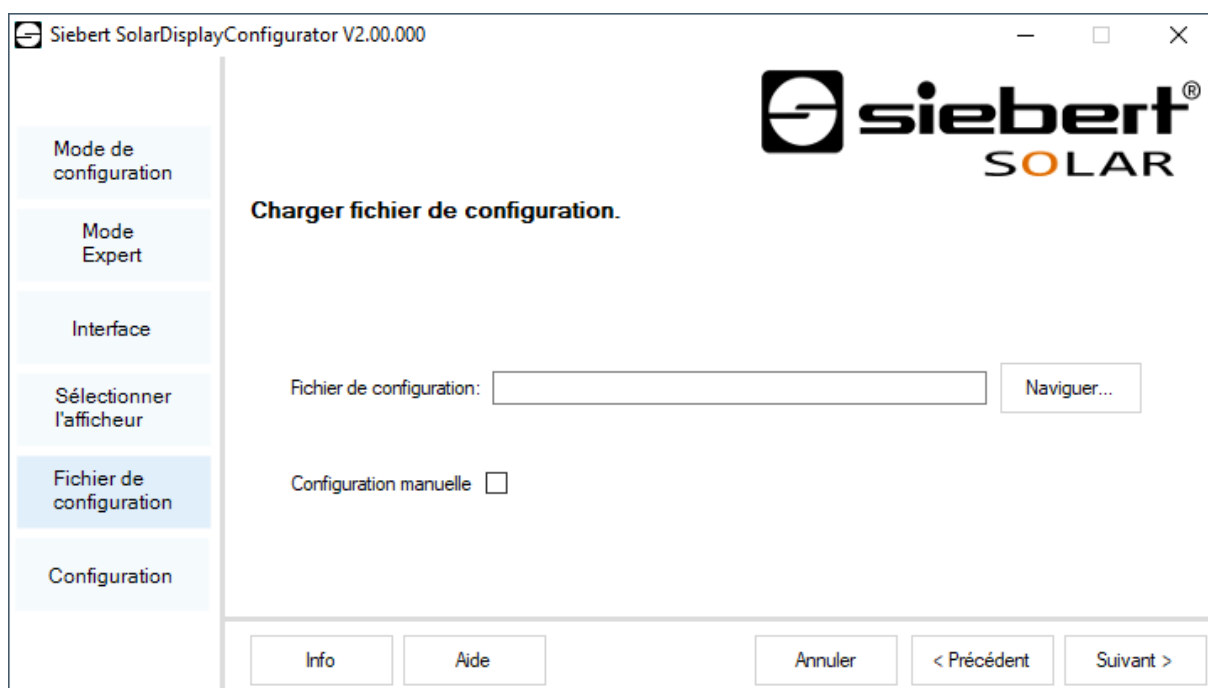 Siebert SolarDisplayConfigurator V2.00.000
siebert®
SOLAR
Mode de
configuration
Mode
Expert
Interface
Sélectionner
l'afficheur
Fichier de
configuration
Configuration
Charger fichier de configuration.
Fichier de configuration:
Naviguer...
Configuration manuelle
Info
Aide
Annuler
< Précédent
Suivant >